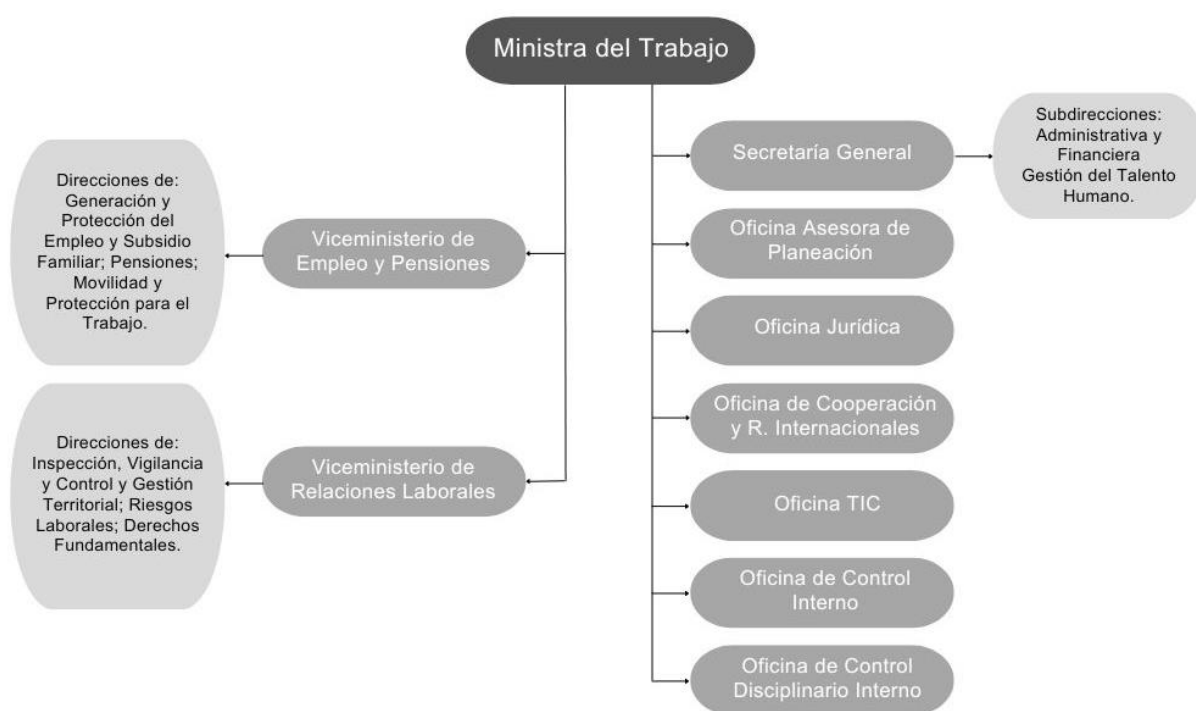 Ministra del Trabajo
Direcciones de:
Generación y
Protección del
Empleo y Subsidio
Familiar; Pensiones;
Movilidad y
Protección para el
Trabajo.
Viceministerio de
Empleo y Pensiones
Direcciones de:
Inspección, Vigilancia
y Control y Gestión
Territorial; Riesgos
Laborales; Derechos
Fundamentales.
Viceministerio de
Relaciones Laborales
Secretaría General
Subdirecciones:
Administrativa y
Financiera
Gestión del Talento
Humano.
Oficina Asesora de
Planeación
Oficina Jurídica
Oficina de Cooperación
y R. Internacionales
Oficina TIC
Oficina de Control
Interno
Oficina de Control
Disciplinario Interno